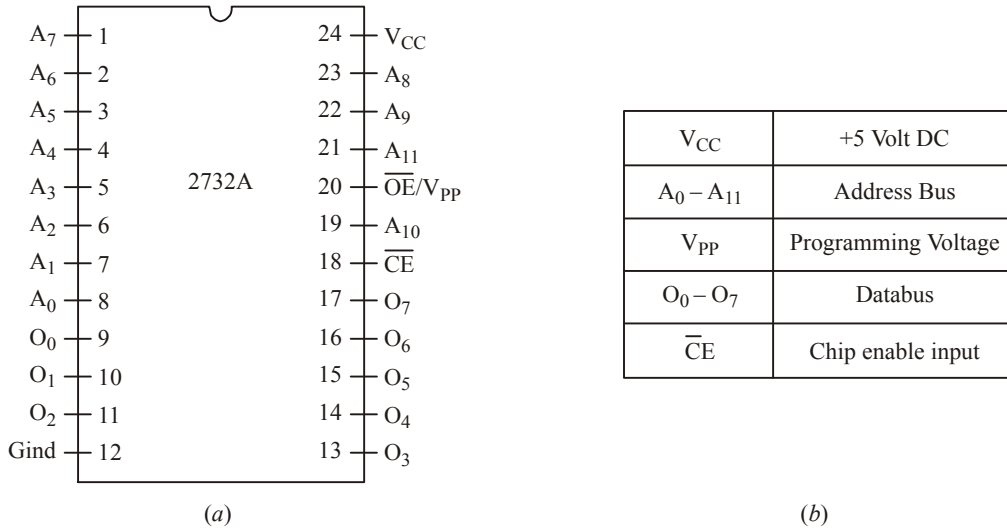 A7 1 24 VCC
A6 2 23 A8
A5 3 22 A9
A4 4 21 A11
A3 5 2732A 20 O̅E̅/VPP
A2 6 19 A10
A1 7 18 C̅E̅
A0 8 17 O7
O0 9 16 O6
O1 10 15 O5
O2 11 14 O4
Gind 12 13 O3
(a)
VCC +5 Volt DC
A0 – A11 Address Bus
VPP Programming Voltage
O0 – O7 Databus
C̅E Chip enable input
(b)